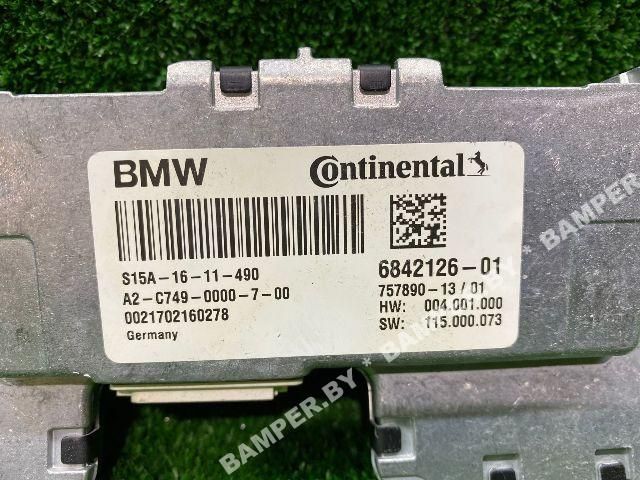 BMW
Continental
S15A-16-11-490
6842126-01
A2-C749-0000-7-00
757890-13/01
0021702160278
HW: 004.001.000
Germany
SW: 115.000.073
BAMPER.BY * BAMPER.BY * BAMPER.BY